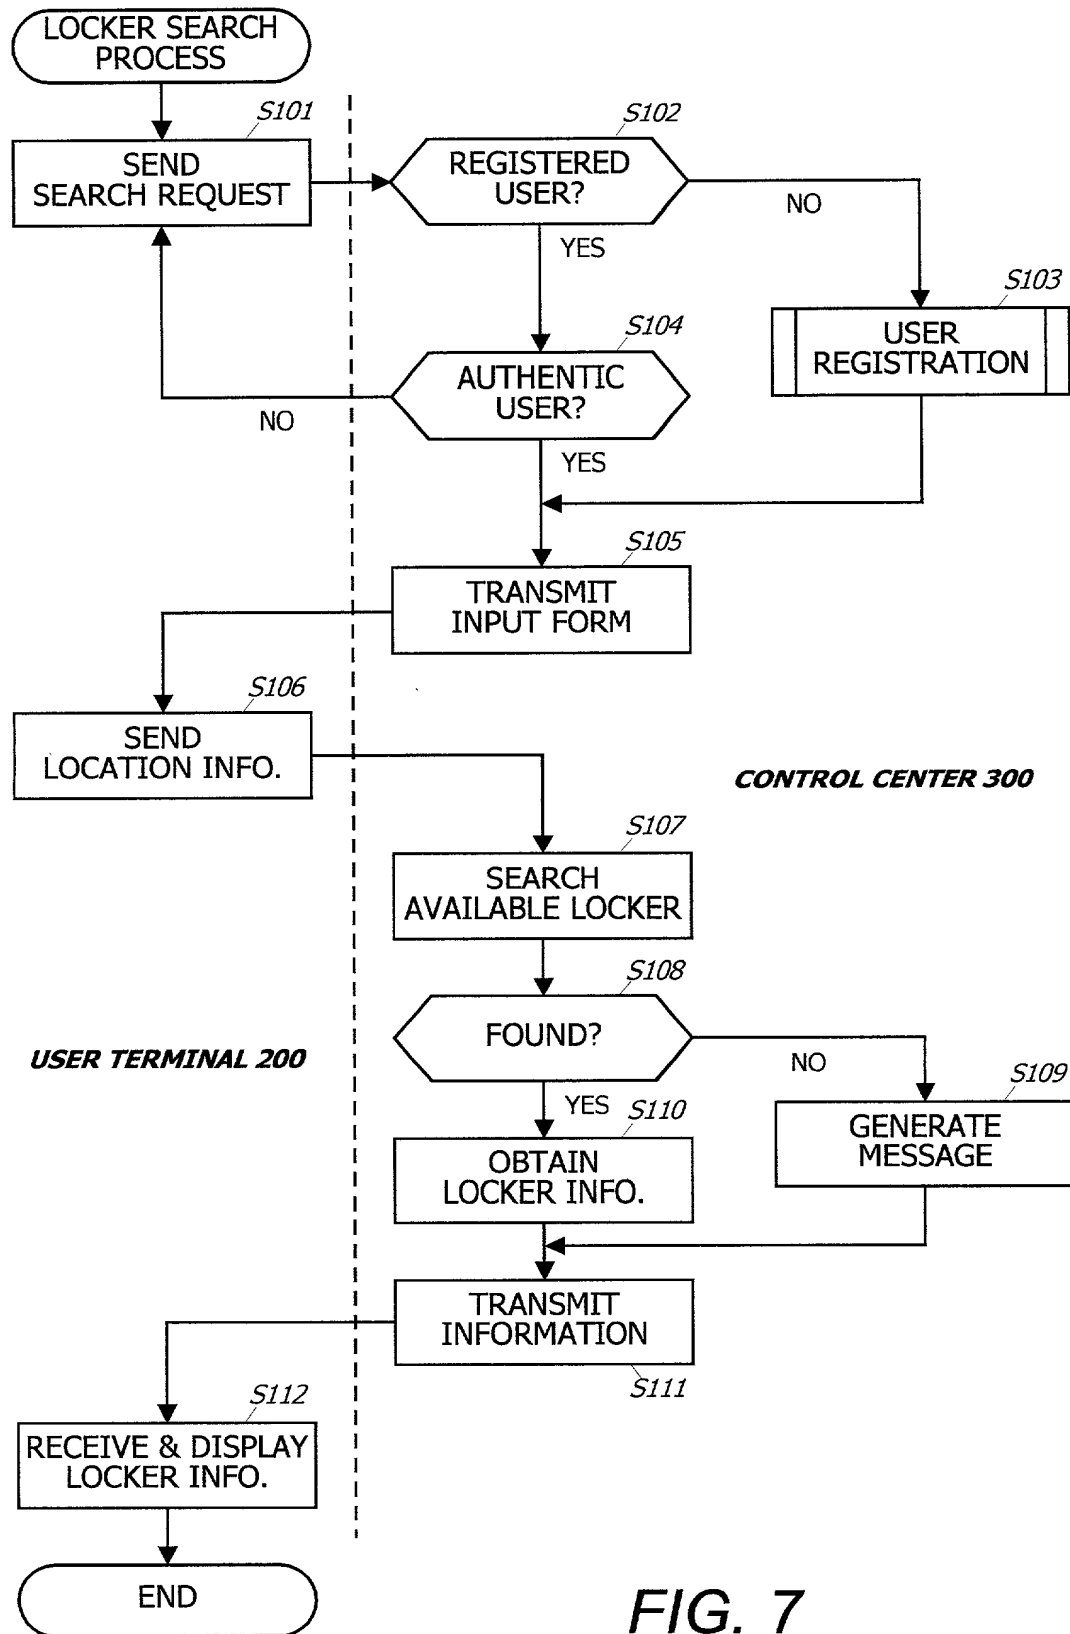 LOCKER SEARCH
PROCESS
S101
SEND
SEARCH REQUEST
S102
REGISTERED
USER?
NO
YES
S103
USER
REGISTRATION
S104
AUTHENTIC
USER?
NO
YES
S105
TRANSMIT
INPUT FORM
S106
SEND
LOCATION INFO.
CONTROL CENTER 300
S107
SEARCH
AVAILABLE LOCKER
S108
FOUND?
USER TERMINAL 200
NO
YES
S109
GENERATE
MESSAGE
S110
OBTAIN
LOCKER INFO.
TRANSMIT
INFORMATION
S111
S112
RECEIVE & DISPLAY
LOCKER INFO.
END
FIG. 7